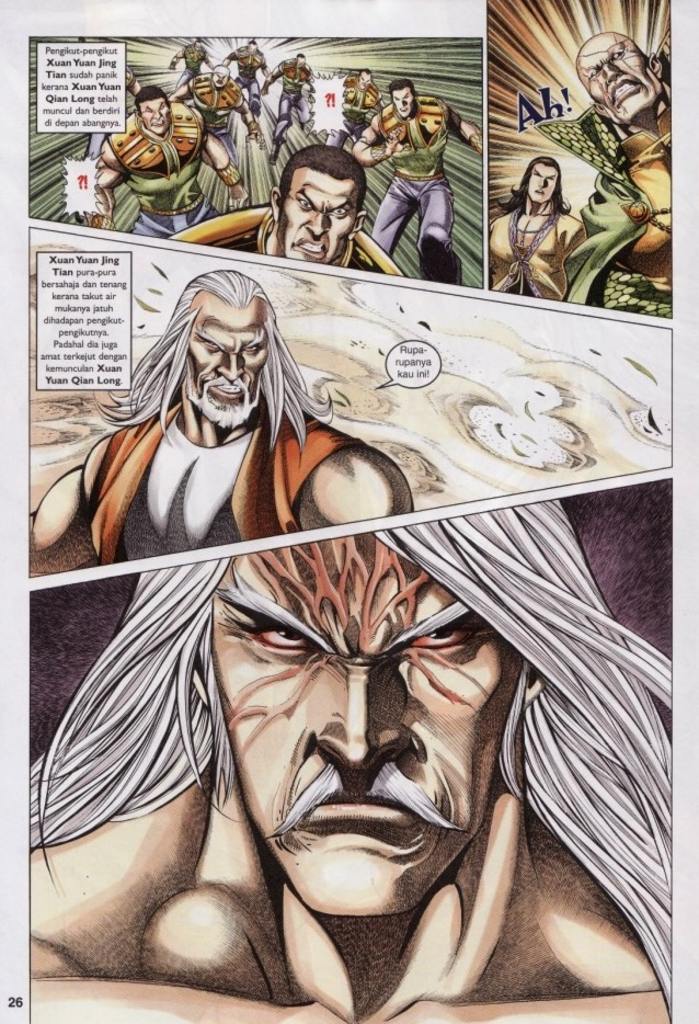 Pengikut-pengikut
Xuan Yuan Jing
Tian sudah panik
kerana Xuan Yuan
Qian Long telah
muncul dan berdiri
di depan abangnya.
?!
?!
Ah!
Xuan Yuan Jing
Tian pura-pura
bersahaja dan tenang
kerana takut air
mukanya jatuh
dihadapan pengikut-
pengikutnya.
Padahal dia juga
amat terkejut dengan
kemunculan Xuan
Yuan Qian Long.
Rupa-
rupanya
kau ini!
26